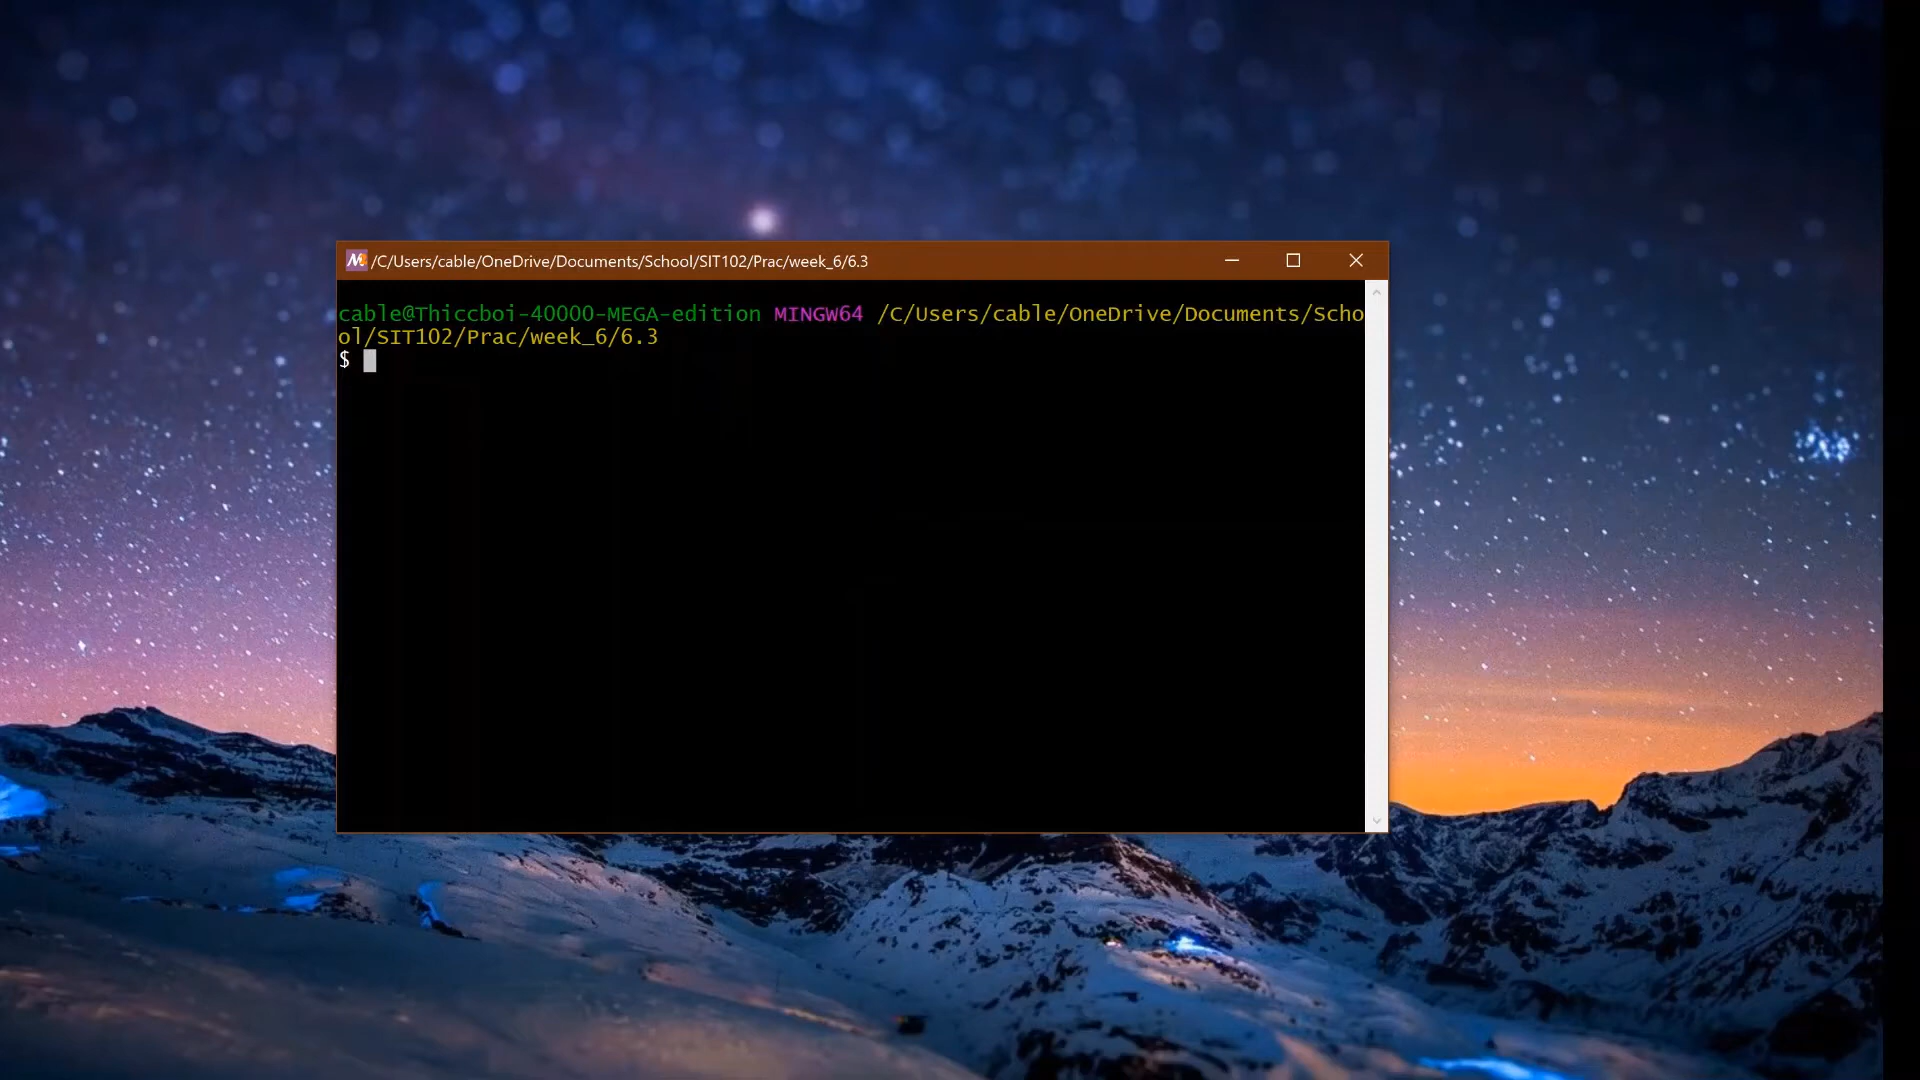 /C/Users/cable/OneDrive/Documents/School/SIT102/Prac/week_6/6.3
cable@Thiccboi-40000-MEGA-edition MINGW64 /C/Users/cable/OneDrive/Documents/Scho
ol/SIT102/Prac/week_6/6.3
$